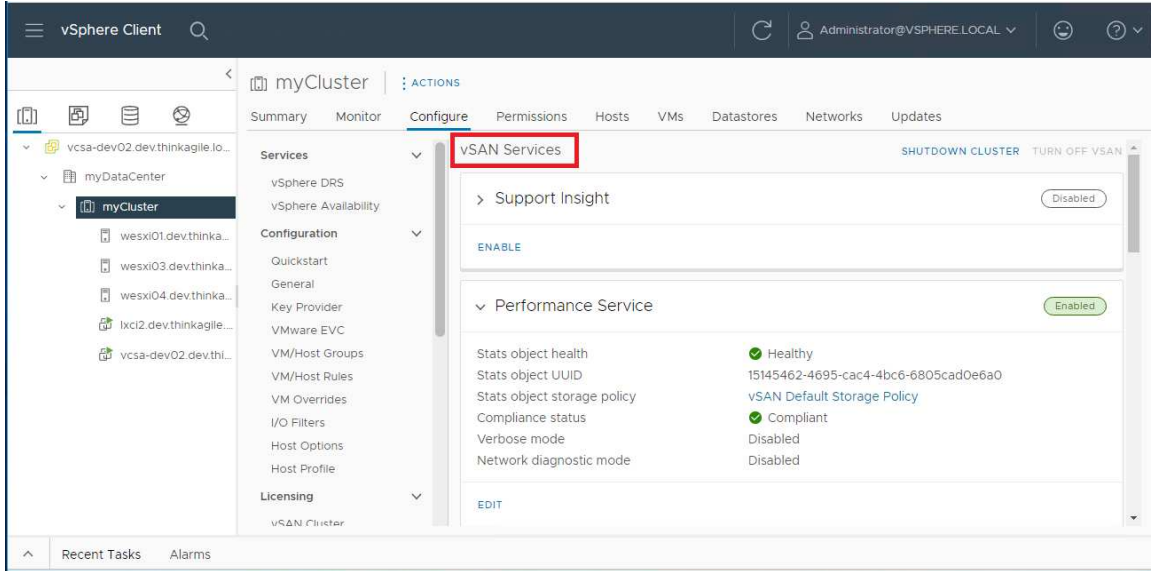 vSphere Client
Administrator@VSPHERE.LOCAL
vcsa-dev02.dev.thinkagile.lo...
myDataCenter
myCluster
wesxi01.dev.thinka...
wesxi03.dev.thinka...
wesxi04.dev.thinka...
lxci2.dev.thinkagile....
vcsa-dev02.dev.thi...
myCluster
ACTIONS
Summary Monitor Configure Permissions Hosts VMs Datastores Networks Updates
Services
vSphere DRS
vSphere Availability
Configuration
Quickstart
General
Key Provider
VMware EVC
VM/Host Groups
VM/Host Rules
VM Overrides
I/O Filters
Host Options
Host Profile
Licensing
vSAN Cluster
vSAN Services
SHUTDOWN CLUSTER TURN OFF VSAN
Support Insight Disabled
ENABLE
Performance Service Enabled
Stats object health Healthy
Stats object UUID 15145462-4695-cac4-4bc6-6805cad0e6a0
Stats object storage policy vSAN Default Storage Policy
Compliance status Compliant
Verbose mode Disabled
Network diagnostic mode Disabled
EDIT
Recent Tasks Alarms